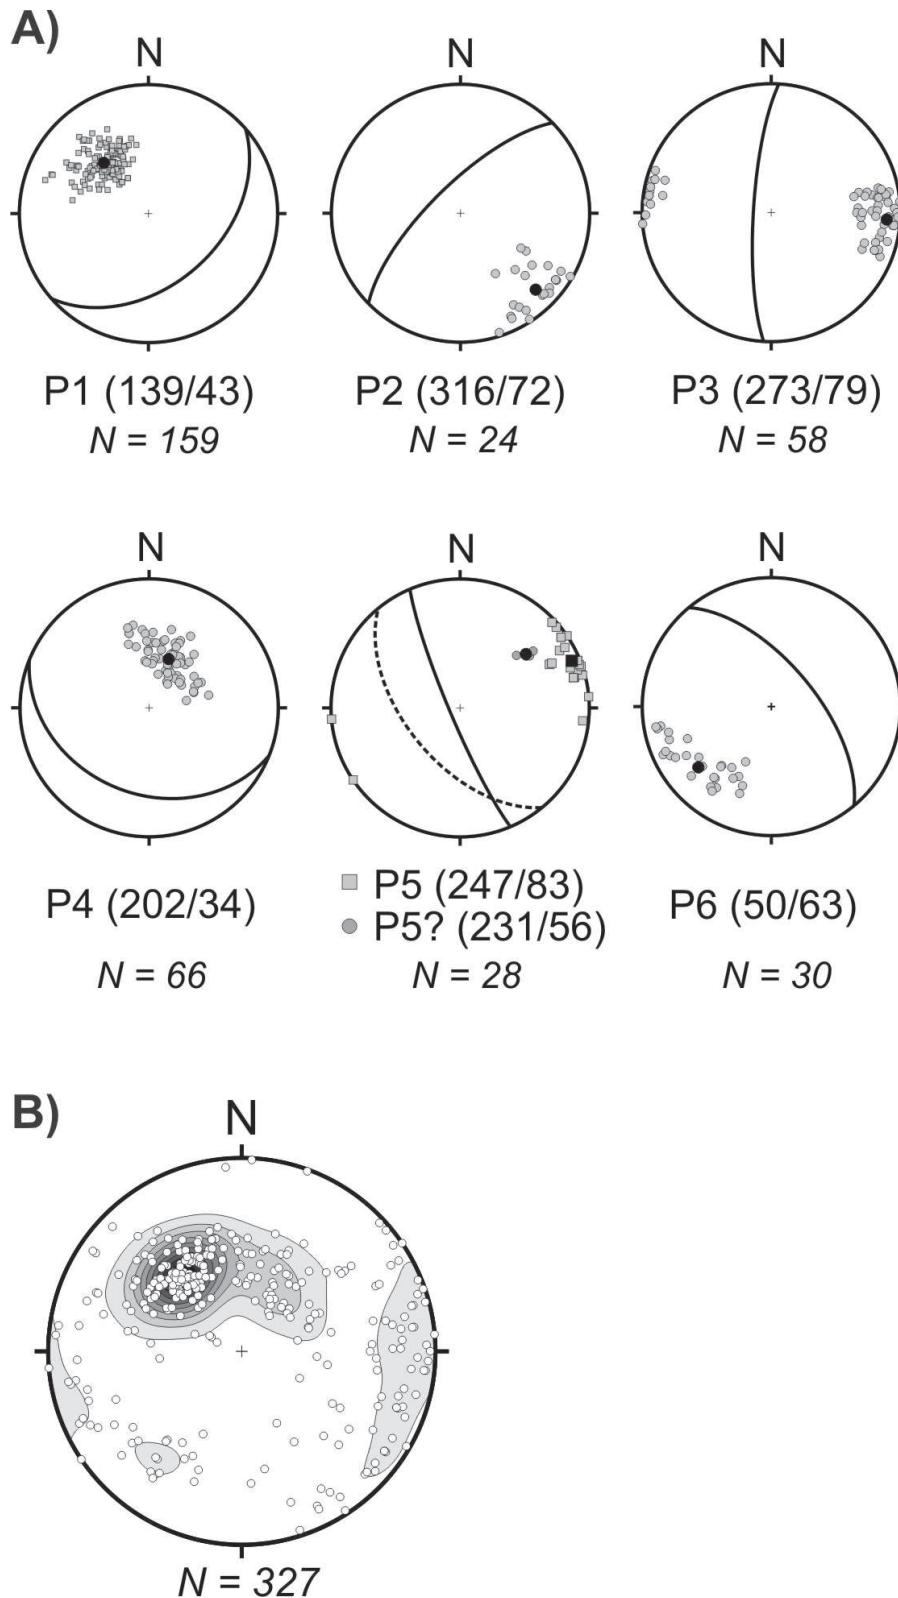 A)
N N N
P1 (139/43) P2 (316/72) P3 (273/79)
N = 159 N = 24 N = 58
N N N
P4 (202/34) P5 (247/83) P6 (50/63)
P5? (231/56)
N = 66 N = 28 N = 30
B)
N
N = 327